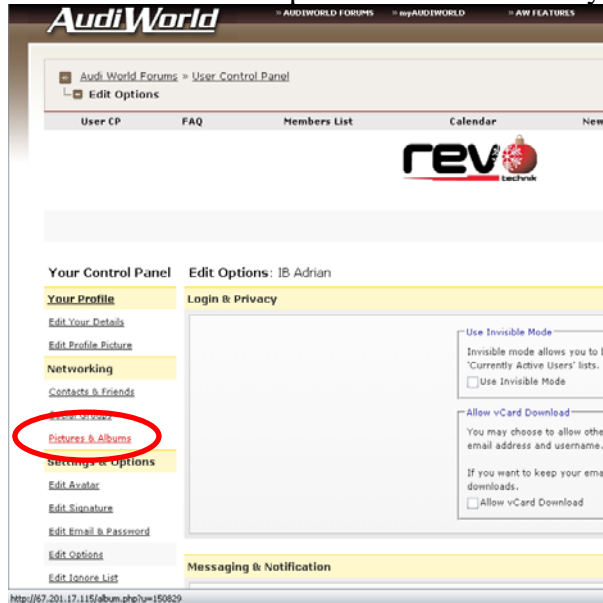 AudiWorld
» AUDIWORLD FORUMS » myAUDIWORLD » AW FEATURES
Audi World Forums » User Control Panel
Edit Options
User CP FAQ Members List Calendar New
revo
technik
Your Control Panel
Your Profile
Edit Your Details
Edit Profile Picture
Networking
Contacts & Friends
Social Groups
Pictures & Albums
Settings & Options
Edit Avatar
Edit Signature
Edit Email & Password
Edit Options
Edit Ignore List
Edit Options: IB Adrian
Login & Privacy
Use Invisible Mode
Invisible mode allows you to
'Currently Active Users' lists.
Use Invisible Mode
Allow vCard Download
You may choose to allow othe
email address and username.
If you want to keep your ema
downloads.
Allow vCard Download
Messaging & Notification
http://67.201.17.115/album.php?u=150829